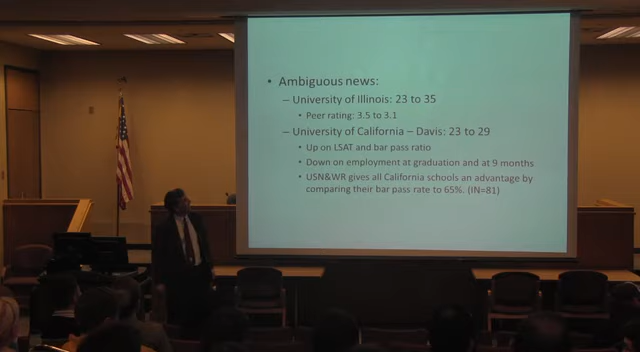 • Ambiguous news:
– University of Illinois: 23 to 35
• Peer rating: 3.5 to 3.1
– University of California – Davis: 23 to 29
• Up on LSAT and bar pass ratio
• Down on employment at graduation and at 9 months
• USN&WR gives all California schools an advantage by
comparing their bar pass rate to 65%. (IN=81)